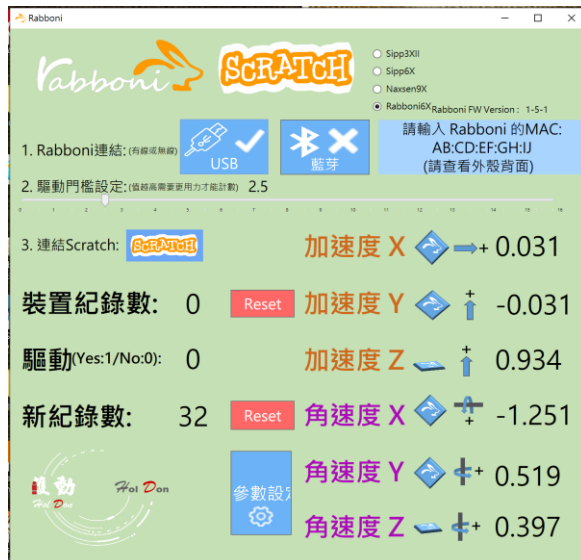 Rabboni
rabboni
SCRATCH
Sipp3XII
Sipp6X
Naxsen9X
Rabboni6X Rabboni FW Version : 1-5-1
請輸入 Rabboni 的MAC:
AB:CD:EF:GH:IJ
(請查看外殼背面)
1. Rabboni連結: (有線或無線)
USB
藍芽
2. 驅動門檻設定:(值越高需要更用力才能計數) 2.5
0 1 2 3 4 5 6 7 8 9 10 11 12 13 14 15 16
3. 連結Scratch: SCRATCH
加速度 X + 0.031
裝置紀錄數: 0 Reset
加速度 Y + -0.031
驅動(Yes:1/No:0): 0
加速度 Z + 0.934
新紀錄數: 32 Reset
角速度 X + -1.251
參數設
角速度 Y + 0.519
角速度 Z + 0.397
動
Hol Don
Hol Don